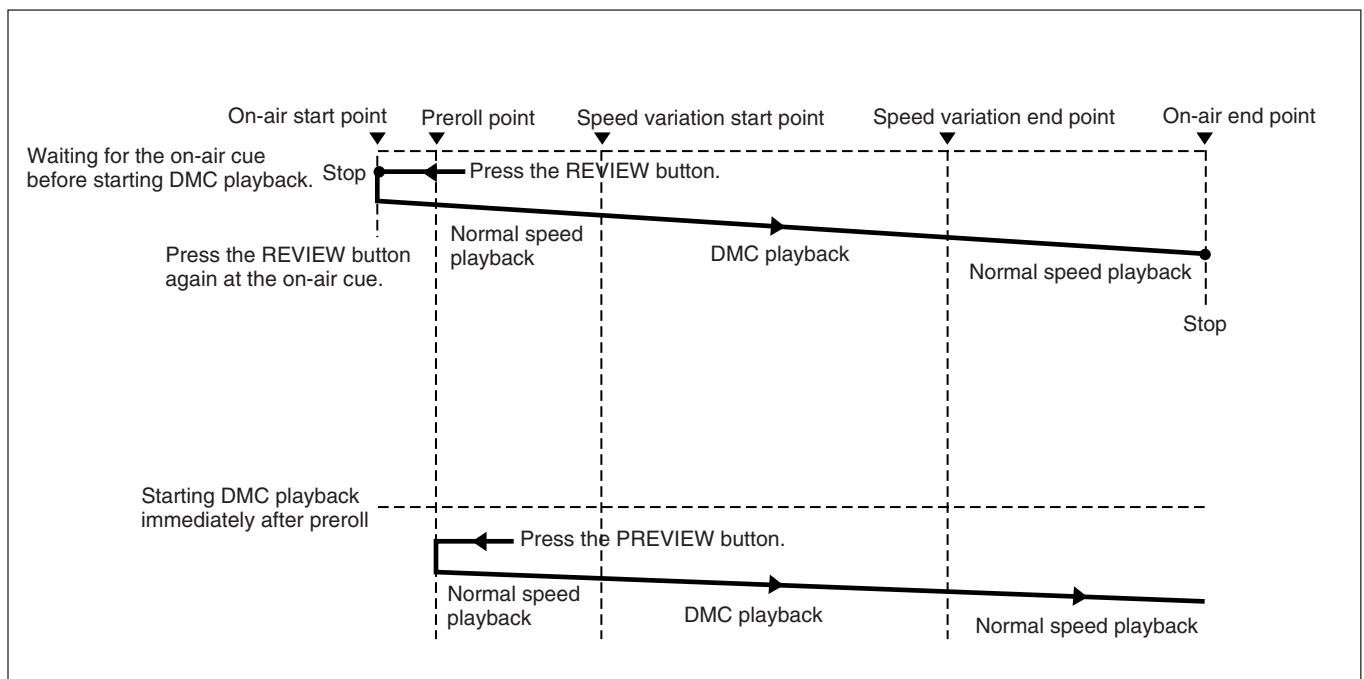 On-air start point
Preroll point
Speed variation start point
Speed variation end point
On-air end point
Waiting for the on-air cue
before starting DMC playback.
Stop
Press the REVIEW button.
Normal speed
playback
DMC playback
Normal speed playback
Press the REVIEW button
again at the on-air cue.
Stop
Starting DMC playback
immediately after preroll
Press the PREVIEW button.
Normal speed
playback
DMC playback
Normal speed playback